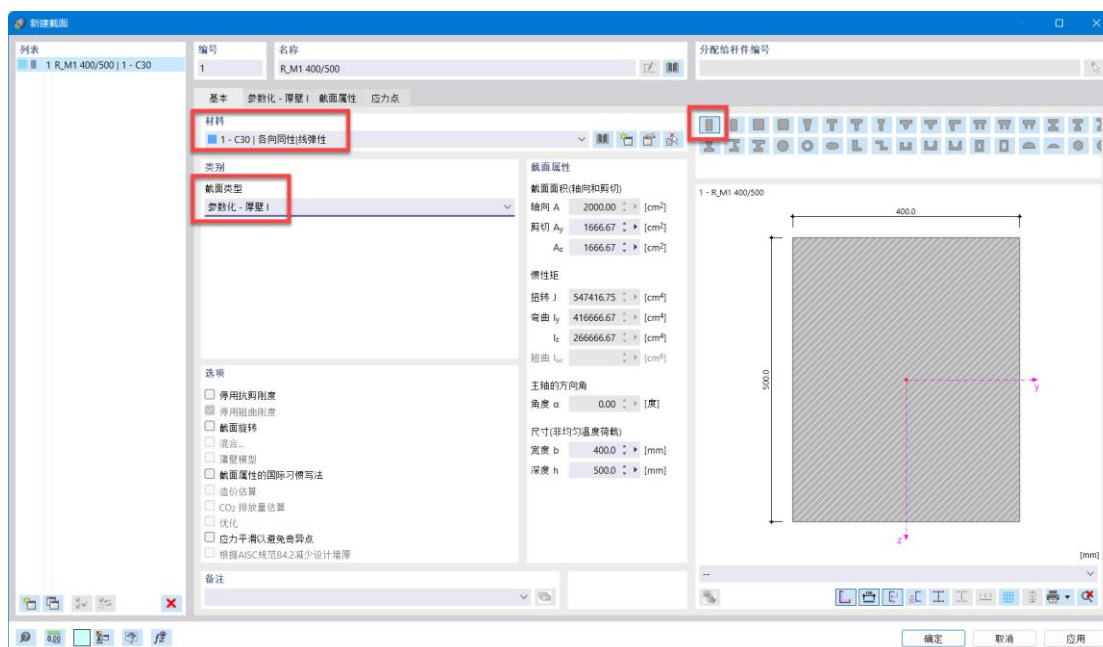 新建截面
列表
1 R_M1 400/500 | 1 - C30
编号
1
名称
R_M1 400/500
分配给杆件编号
基本 参数化 - 厚壁 I 截面属性 应力点
材料
1 - C30 | 各向同性|线弹性
类别
截面类型
参数化 - 厚壁 I
选项
停用抗剪刚度
停用翘曲刚度
截面旋转
混合...
薄壁模型
截面属性的国际习惯写法
造价估算
CO2 排放量估算
优化
应力平滑以避免奇异点
根据AISC规范B4.2减少设计墙厚
备注
截面属性
截面面积(轴向和剪切)
轴向 A 2000.00 [cm²]
剪切 Ay 1666.67 [cm²]
Az 1666.67 [cm²]
惯性矩
扭转 J 547416.75 [cm⁴]
弯曲 Iy 416666.67 [cm⁴]
Iz 266666.67 [cm⁴]
翘曲 Iω [cm⁶]
主轴的方向角
角度 α 0.00 [度]
尺寸(非均匀温度荷载)
宽度 b 400.0 [mm]
深度 h 500.0 [mm]
1 - R_M1 400/500
400.0
500.0
y
z
[mm]
--
确定 取消 应用